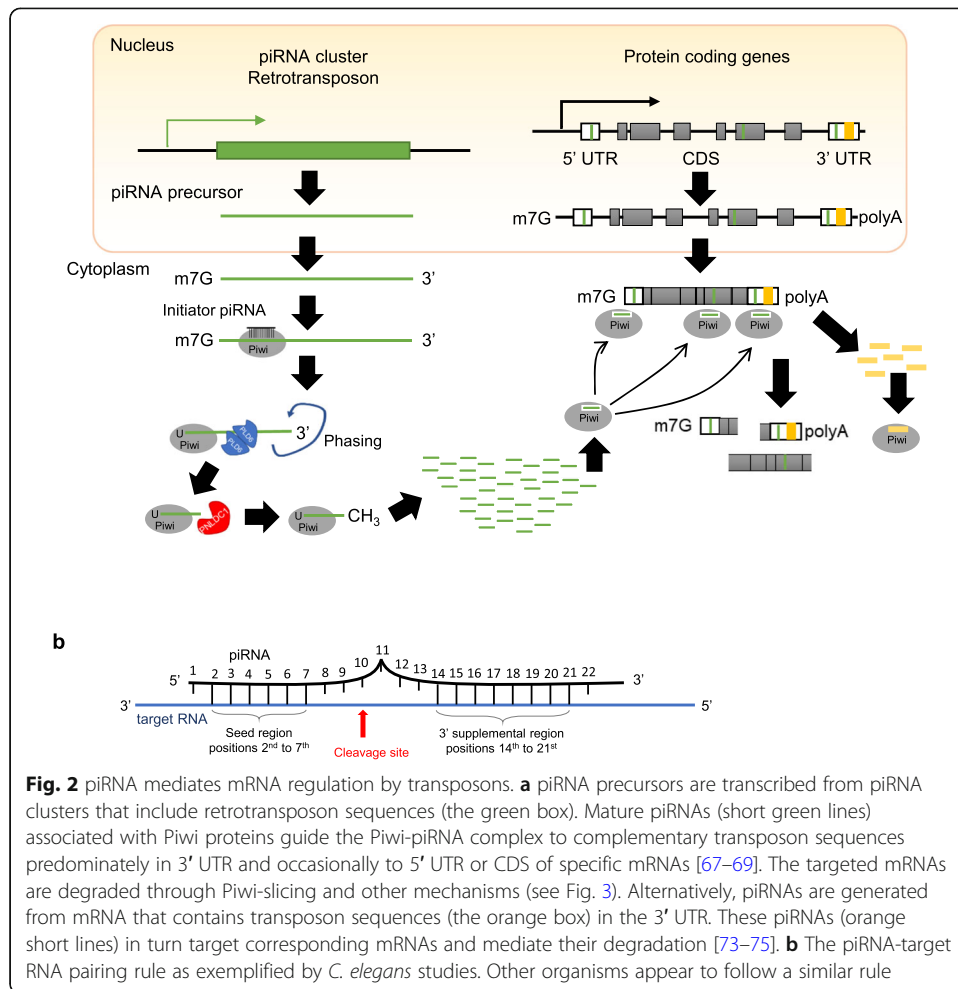 Nucleus
piRNA cluster
Retrotransposon
Protein coding genes
5' UTR CDS 3' UTR
piRNA precursor
m7G polyA
Cytoplasm
m7G 3'
m7G polyA
Initiator piRNA
Piwi Piwi Piwi
m7G 3'
Piwi
Piwi
m7G polyA
Piwi
U
Piwi
PLD6
PLD6
3'
Phasing
U
Piwi
PNLDC1
U
Piwi
CH3
b
piRNA
1 2 3 4 5 6 7 8 9 10 11 12 13 14 15 16 17 18 19 20 21 22
5' 3'
3' 5'
target RNA
Seed region
positions 2nd to 7th
Cleavage site
3' supplemental region
positions 14th to 21st
Fig. 2 piRNA mediates mRNA regulation by transposons. a piRNA precursors are transcribed from piRNA
clusters that include retrotransposon sequences (the green box). Mature piRNAs (short green lines)
associated with Piwi proteins guide the Piwi-piRNA complex to complementary transposon sequences
predominately in 3′ UTR and occasionally to 5′ UTR or CDS of specific mRNAs [67–69]. The targeted mRNAs
are degraded through Piwi-slicing and other mechanisms (see Fig. 3). Alternatively, piRNAs are generated
from mRNA that contains transposon sequences (the orange box) in the 3′ UTR. These piRNAs (orange
short lines) in turn target corresponding mRNAs and mediate their degradation [73–75]. b The piRNA-target
RNA pairing rule as exemplified by C. elegans studies. Other organisms appear to follow a similar rule